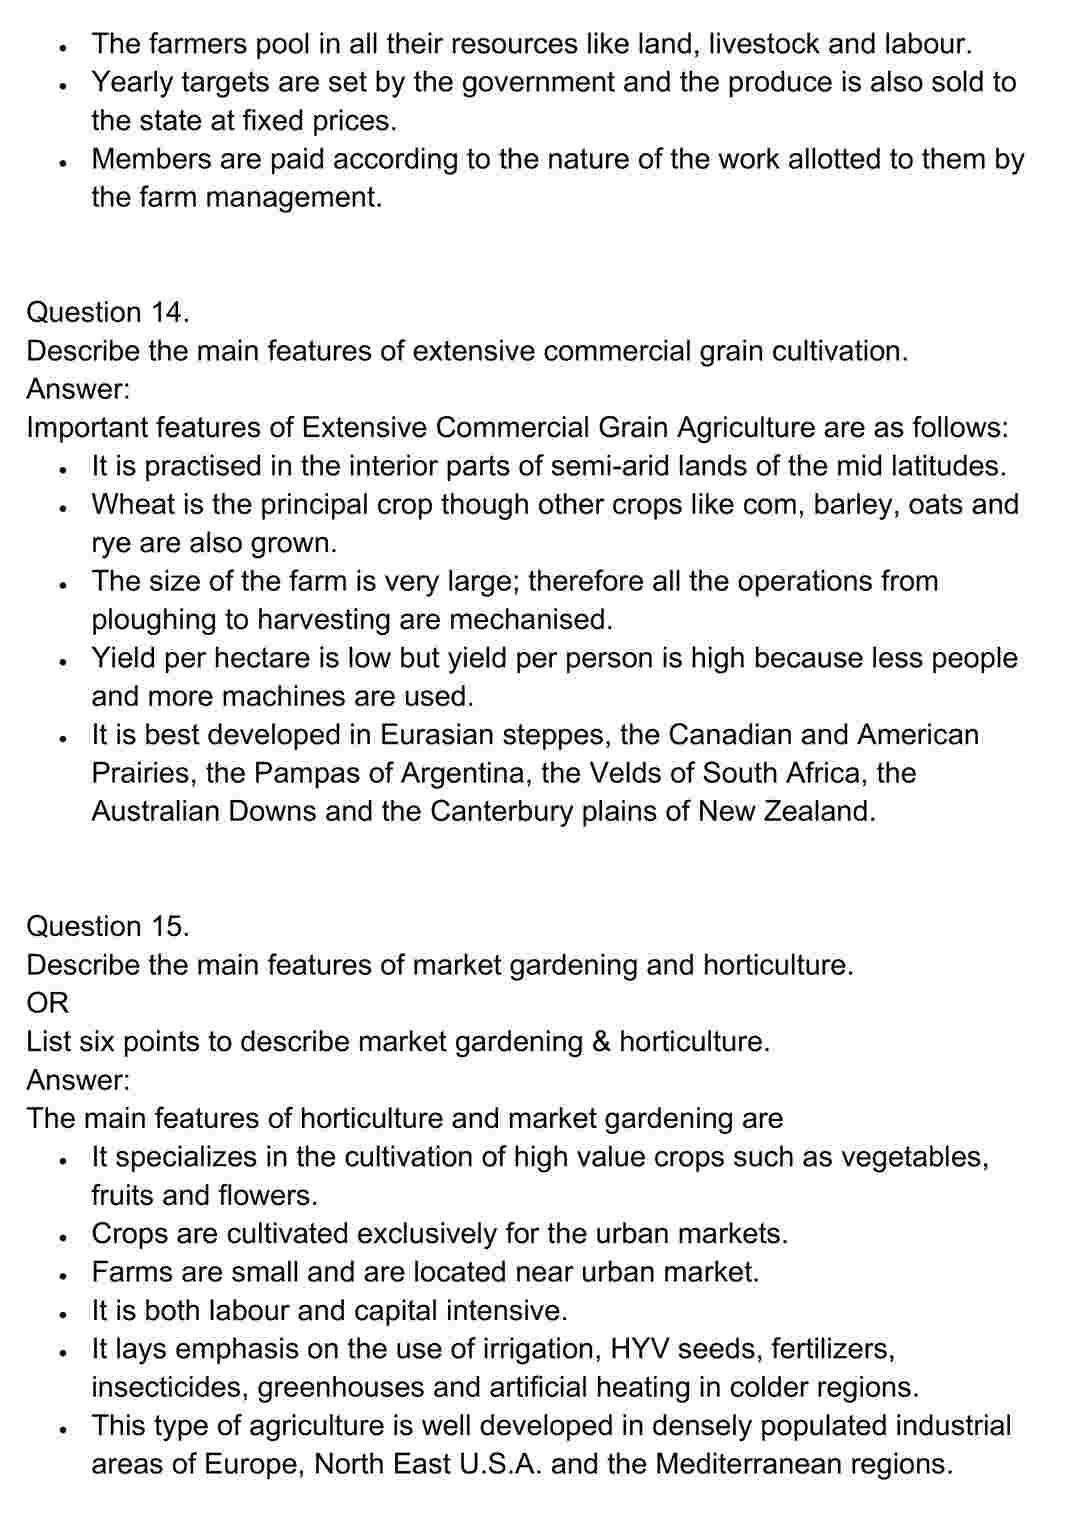 • The farmers pool in all their resources like land, livestock and labour.
• Yearly targets are set by the government and the produce is also sold to
the state at fixed prices.
• Members are paid according to the nature of the work allotted to them by
the farm management.
Question 14.
Describe the main features of extensive commercial grain cultivation.
Answer:
Important features of Extensive Commercial Grain Agriculture are as follows:
• It is practised in the interior parts of semi-arid lands of the mid latitudes.
• Wheat is the principal crop though other crops like com, barley, oats and
rye are also grown.
• The size of the farm is very large; therefore all the operations from
ploughing to harvesting are mechanised.
• Yield per hectare is low but yield per person is high because less people
and more machines are used.
• It is best developed in Eurasian steppes, the Canadian and American
Prairies, the Pampas of Argentina, the Velds of South Africa, the
Australian Downs and the Canterbury plains of New Zealand.
Question 15.
Describe the main features of market gardening and horticulture.
OR
List six points to describe market gardening & horticulture.
Answer:
The main features of horticulture and market gardening are
• It specializes in the cultivation of high value crops such as vegetables,
fruits and flowers.
• Crops are cultivated exclusively for the urban markets.
• Farms are small and are located near urban market.
• It is both labour and capital intensive.
• It lays emphasis on the use of irrigation, HYV seeds, fertilizers,
insecticides, greenhouses and artificial heating in colder regions.
• This type of agriculture is well developed in densely populated industrial
areas of Europe, North East U.S.A. and the Mediterranean regions.